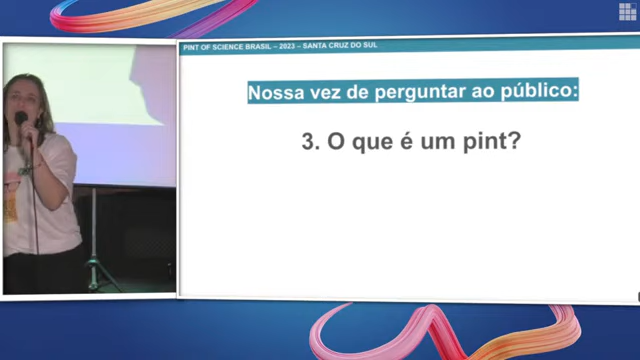 PINT OF SCIENCE BRASIL – 2023 – SANTA CRUZ DO SUL
Nossa vez de perguntar ao público:
3. O que é um pint?